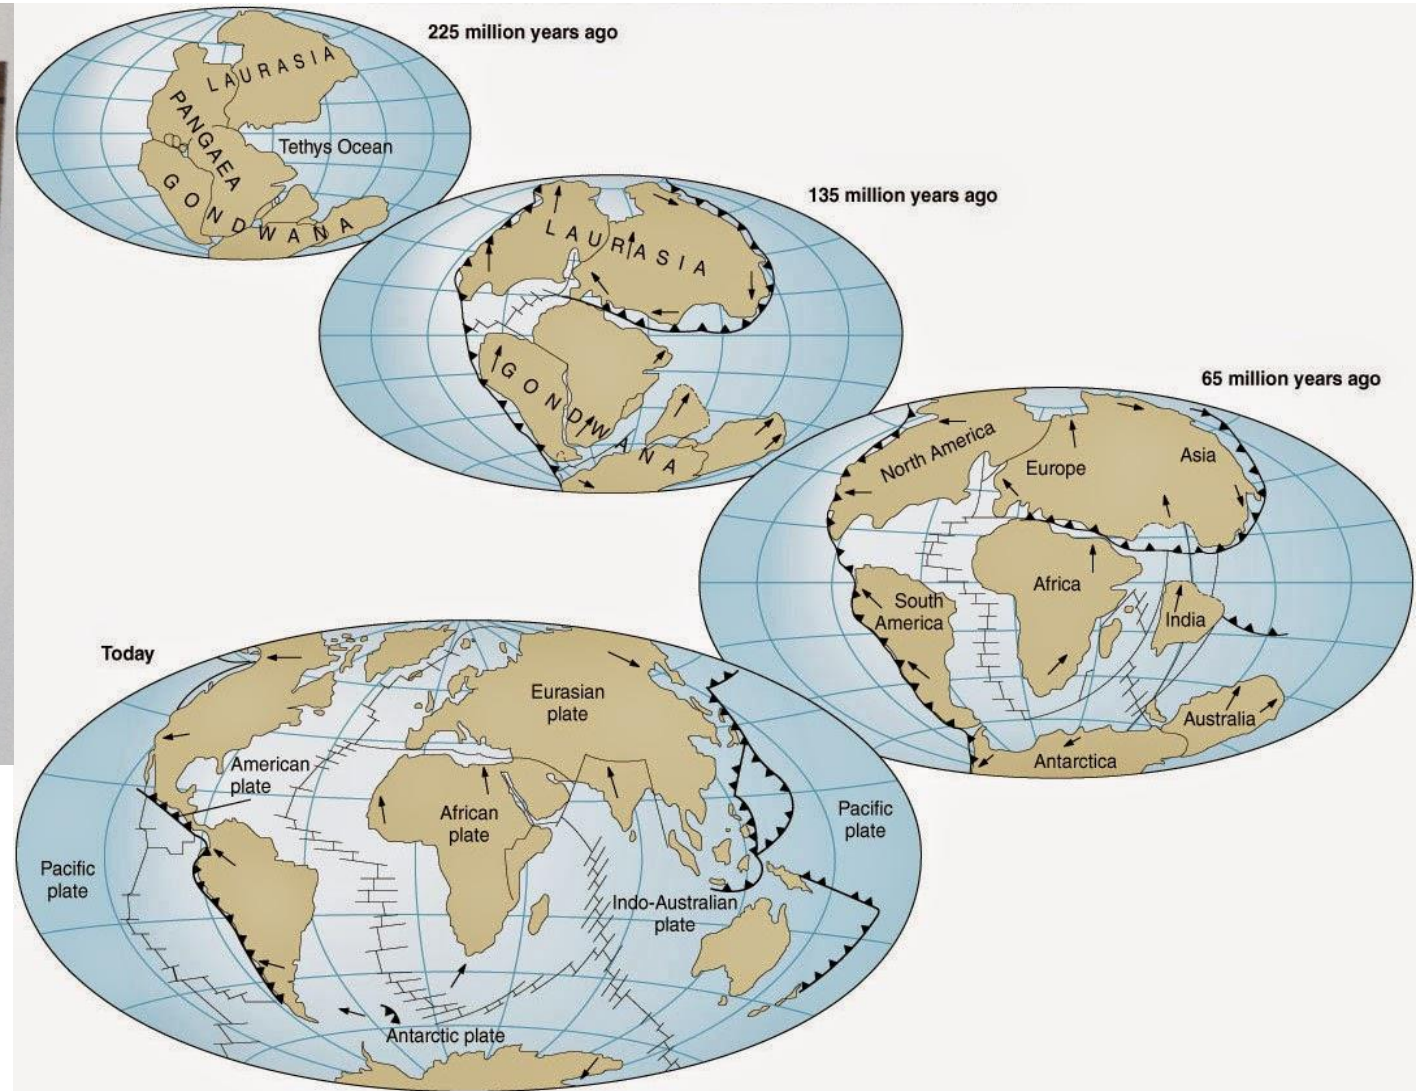 225 million years ago
LAURASIA
PANGAEA
Tethys Ocean
GONDWANA
135 million years ago
LAURASIA
GONDWANA
65 million years ago
North America
Europe
Asia
Africa
South
America
India
Australia
Antarctica
Today
Eurasian
plate
American
plate
African
plate
Pacific
plate
Pacific
plate
Indo-Australian
plate
Antarctic plate